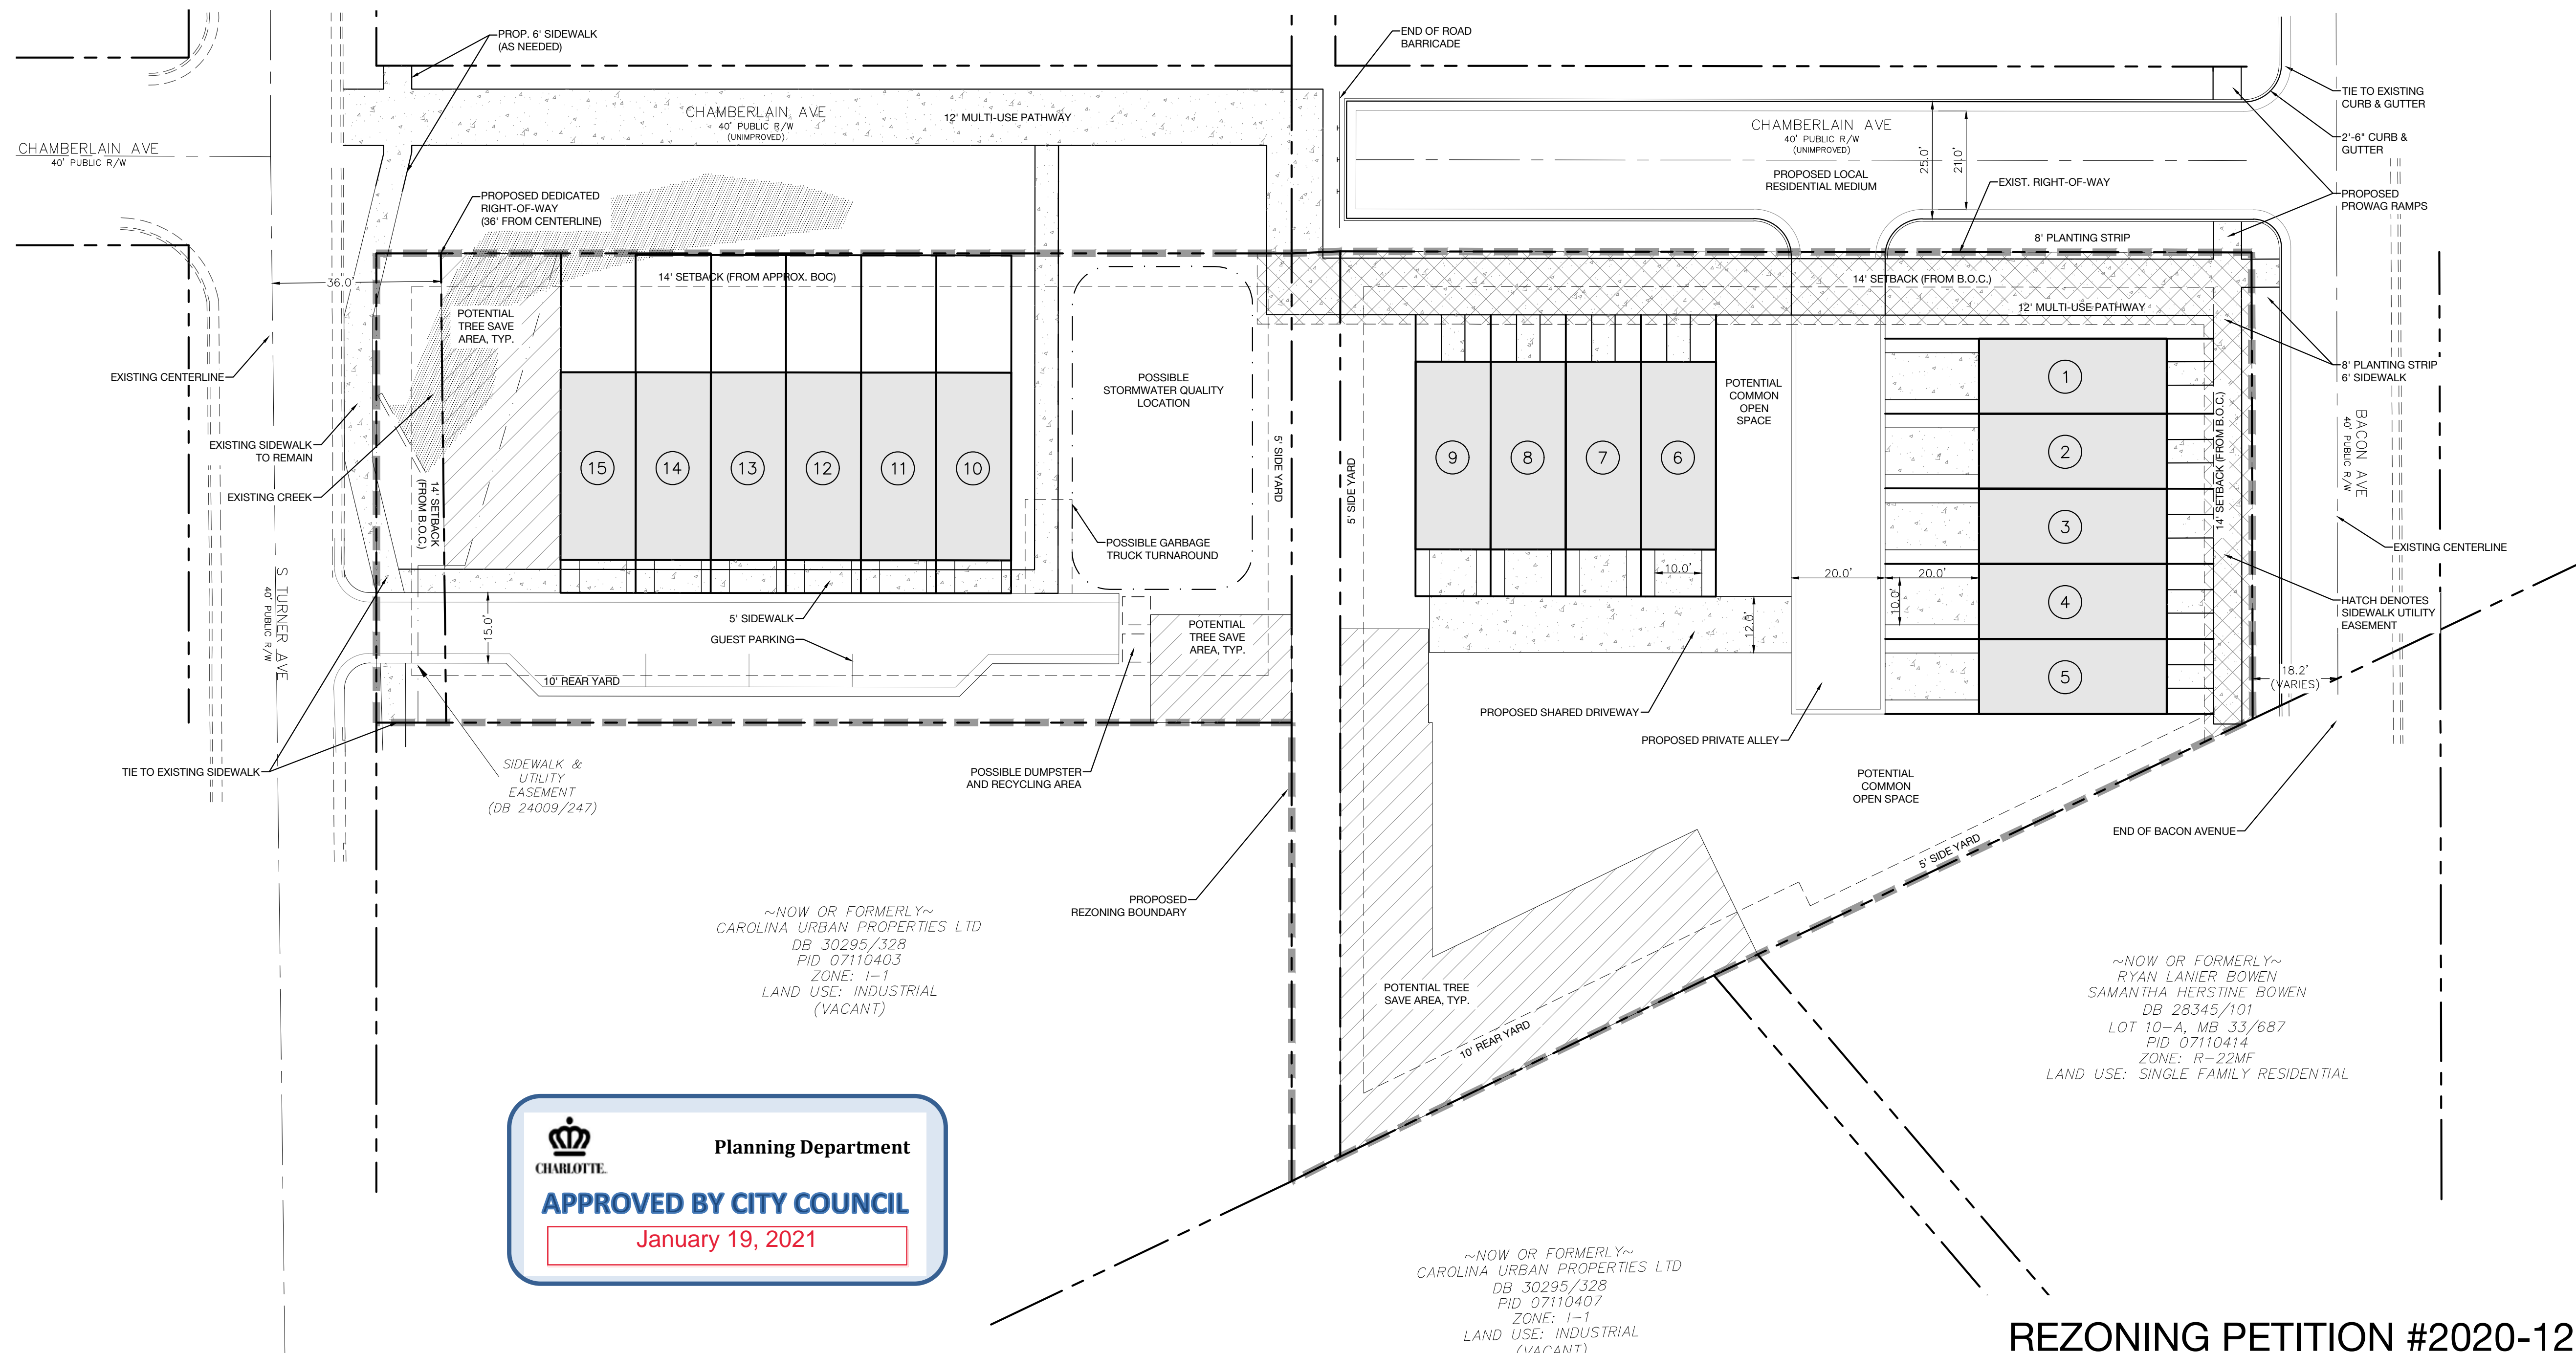 PROP. 6' SIDEWALK
(AS NEEDED)
END OF ROAD
BARRICADE
TIE TO EXISTING
CURB & GUTTER
2'-6" CURB &
GUTTER
CHAMBERLAIN AVE
40' PUBLIC R/W
CHAMBERLAIN AVE
40' PUBLIC R/W
(UNIMPROVED)
12' MULTI-USE PATHWAY
CHAMBERLAIN AVE
40' PUBLIC R/W
(UNIMPROVED)
PROPOSED LOCAL
RESIDENTIAL MEDIUM
25.0'
21.0'
EXIST. RIGHT-OF-WAY
PROPOSED
PROWAG RAMPS
PROPOSED DEDICATED
RIGHT-OF-WAY
(36' FROM CENTERLINE)
8' PLANTING STRIP
36.0'
14' SETBACK (FROM APPROX. BOC)
14' SETBACK (FROM B.O.C.)
12' MULTI-USE PATHWAY
POTENTIAL
TREE SAVE
AREA, TYP.
EXISTING CENTERLINE
POSSIBLE
STORMWATER QUALITY
LOCATION
POTENTIAL
COMMON
OPEN
SPACE
8' PLANTING STRIP
6' SIDEWALK
1
2
3
4
5
14' SETBACK (FROM B.O.C.)
BACON AVE
40' PUBLIC R/W
EXISTING SIDEWALK
TO REMAIN
EXISTING CREEK
14' SETBACK
(FROM B.O.C.)
15
14
13
12
11
10
5' SIDE YARD
5' SIDE YARD
9
8
7
6
POSSIBLE GARBAGE
TRUCK TURNAROUND
EXISTING CENTERLINE
10.0'
20.0'
20.0'
10.0'
12.0'
HATCH DENOTES
SIDEWALK UTILITY
EASEMENT
S TURNER AVE
40' PUBLIC R/W
15.0'
5' SIDEWALK
GUEST PARKING
POTENTIAL
TREE SAVE
AREA, TYP.
10' REAR YARD
18.2'
(VARIES)
PROPOSED SHARED DRIVEWAY
PROPOSED PRIVATE ALLEY
TIE TO EXISTING SIDEWALK
SIDEWALK &
UTILITY
EASEMENT
(DB 24009/247)
POSSIBLE DUMPSTER
AND RECYCLING AREA
POTENTIAL
COMMON
OPEN SPACE
END OF BACON AVENUE
5' SIDE YARD
PROPOSED
REZONING BOUNDARY
~NOW OR FORMERLY~
CAROLINA URBAN PROPERTIES LTD
DB 30295/328
PID 07110403
ZONE: I-1
LAND USE: INDUSTRIAL
(VACANT)
POTENTIAL TREE
SAVE AREA, TYP.
10' REAR YARD
~NOW OR FORMERLY~
RYAN LANIER BOWEN
SAMANTHA HERSTINE BOWEN
DB 28345/101
LOT 10-A, MB 33/687
PID 07110414
ZONE: R-22MF
LAND USE: SINGLE FAMILY RESIDENTIAL
CHARLOTTE
Planning Department
APPROVED BY CITY COUNCIL
January 19, 2021
~NOW OR FORMERLY~
CAROLINA URBAN PROPERTIES LTD
DB 30295/328
PID 07110407
ZONE: I-1
LAND USE: INDUSTRIAL
(VACANT)
REZONING PETITION #2020-12